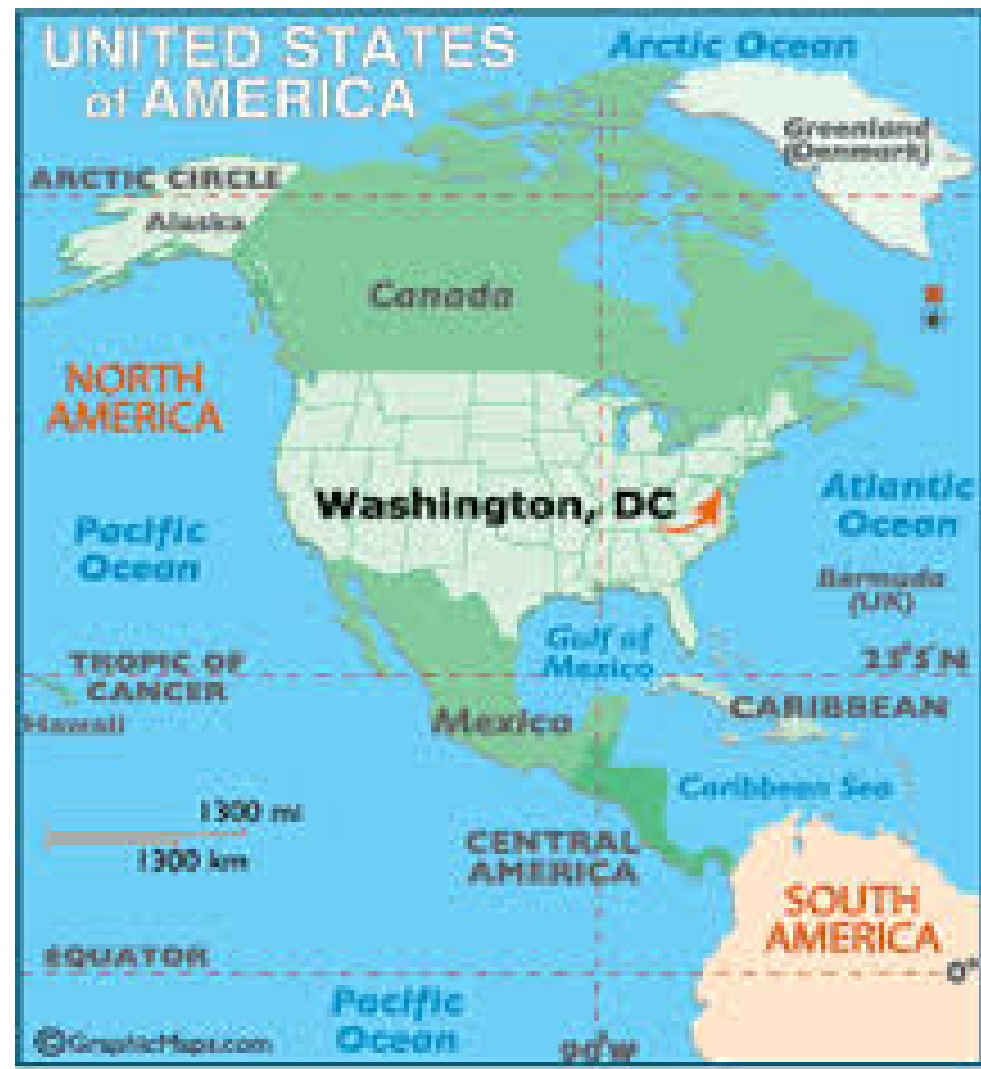 UNITED STATES
of AMERICA
Arctic Ocean
Greenland
(Denmark)
ARCTIC CIRCLE
Alaska
Canada
NORTH
AMERICA
Washington, DC
Atlantic
Ocean
Pacific
Ocean
Bermuda
(UK)
Gulf of
Mexico
TROPIC OF
CANCER
23°5'N
Hawaii
Mexico
CARIBBEAN
Caribbean Sea
1300 mi
1300 km
CENTRAL
AMERICA
SOUTH
AMERICA
EQUATOR
0°
Pacific
Ocean
©GraphicMaps.com
90°W